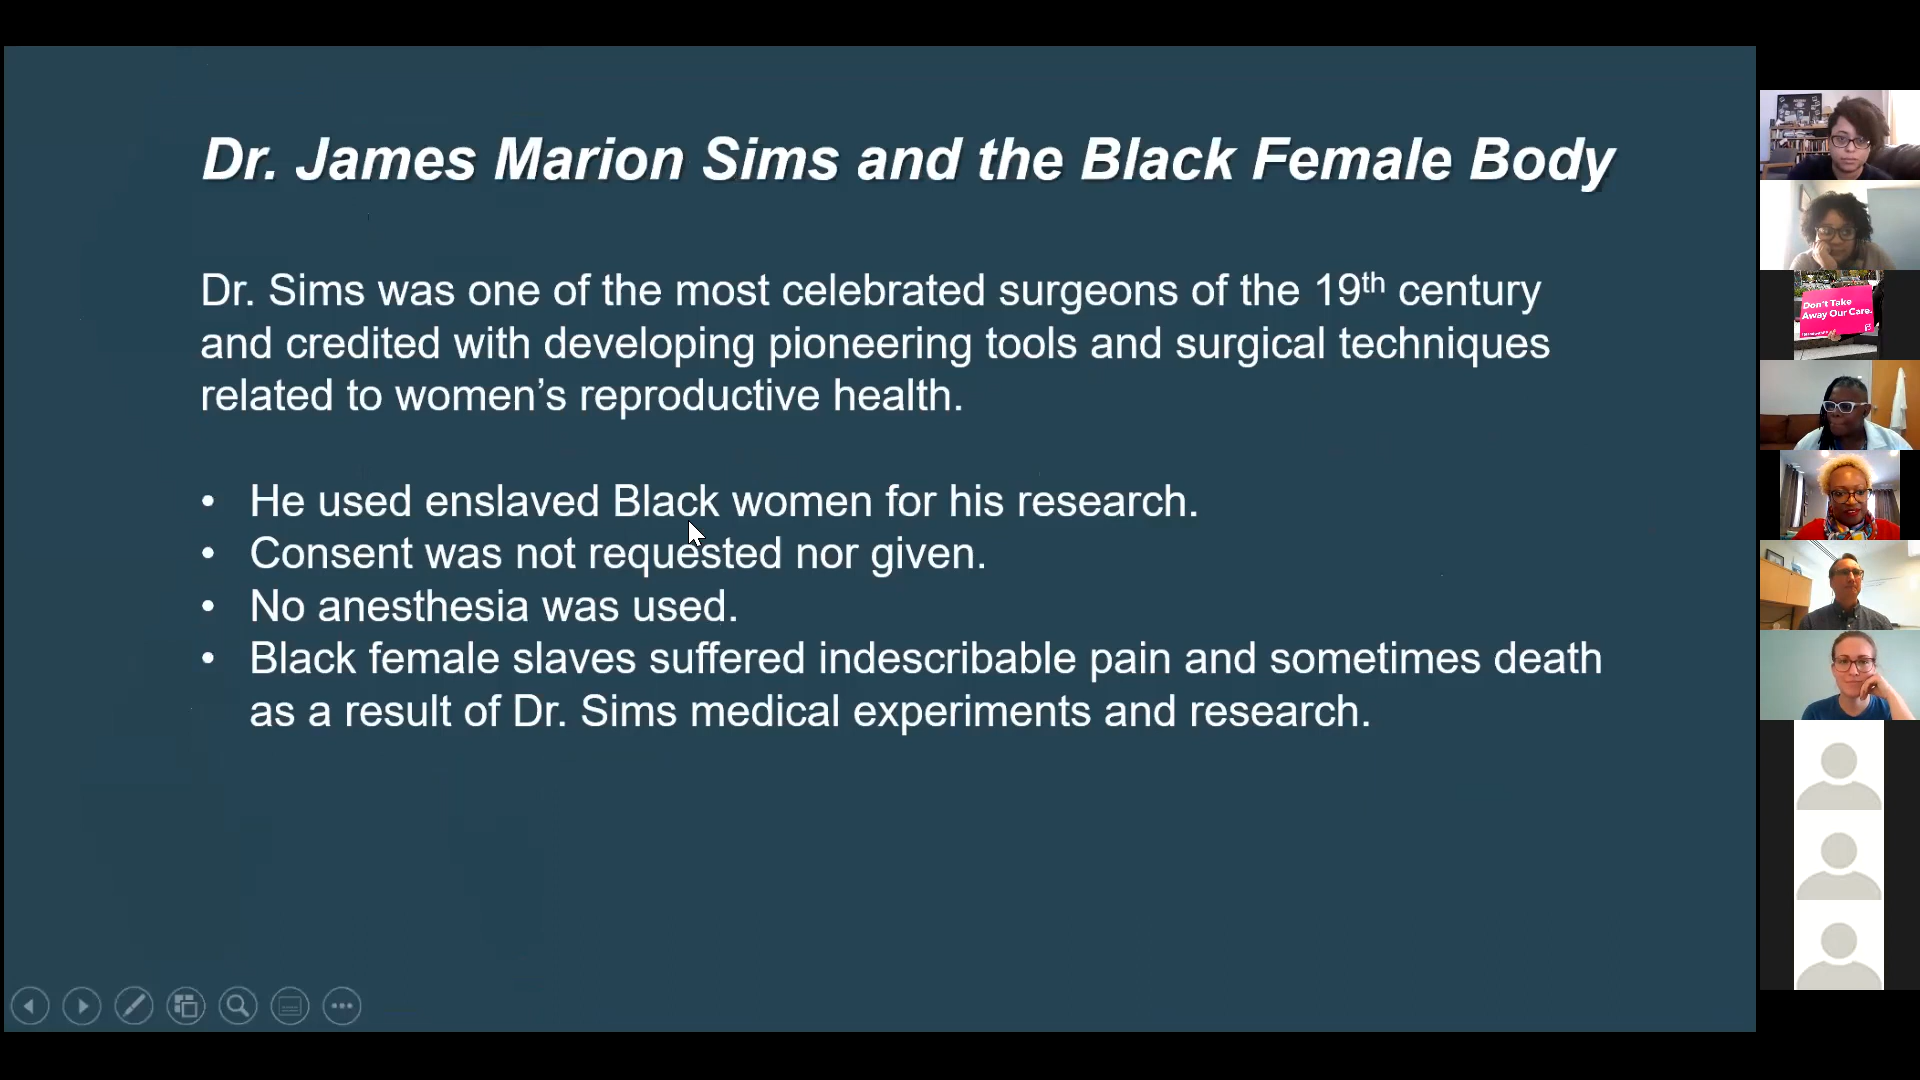 Dr. James Marion Sims and the Black Female Body
Dr. Sims was one of the most celebrated surgeons of the 19th century
and credited with developing pioneering tools and surgical techniques
related to women’s reproductive health.
• He used enslaved Black women for his research.
• Consent was not requested nor given.
• No anesthesia was used.
• Black female slaves suffered indescribable pain and sometimes death
as a result of Dr. Sims medical experiments and research.
Don't Take
Away Our Care.